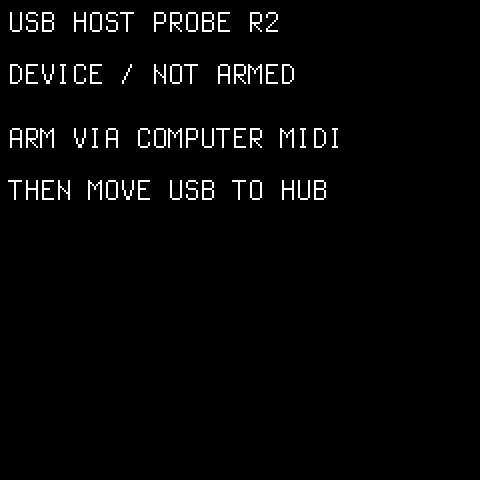 USB HOST PROBE R2
DEVICE / NOT ARMED
ARM VIA COMPUTER MIDI
THEN MOVE USB TO HUB